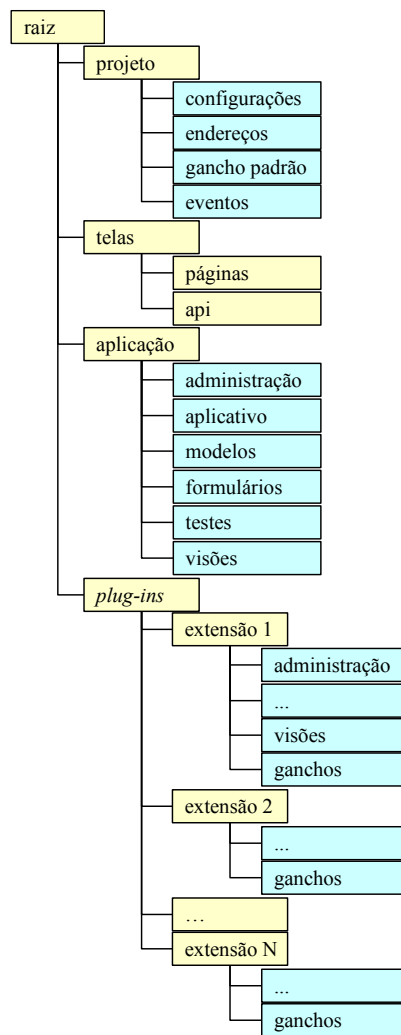 raiz
projeto
configurações
endereços
gancho padrão
eventos
telas
páginas
api
aplicação
administração
aplicativo
modelos
formulários
testes
visões
plug-ins
extensão 1
administração
...
visões
ganchos
extensão 2
...
ganchos
…
extensão N
...
ganchos